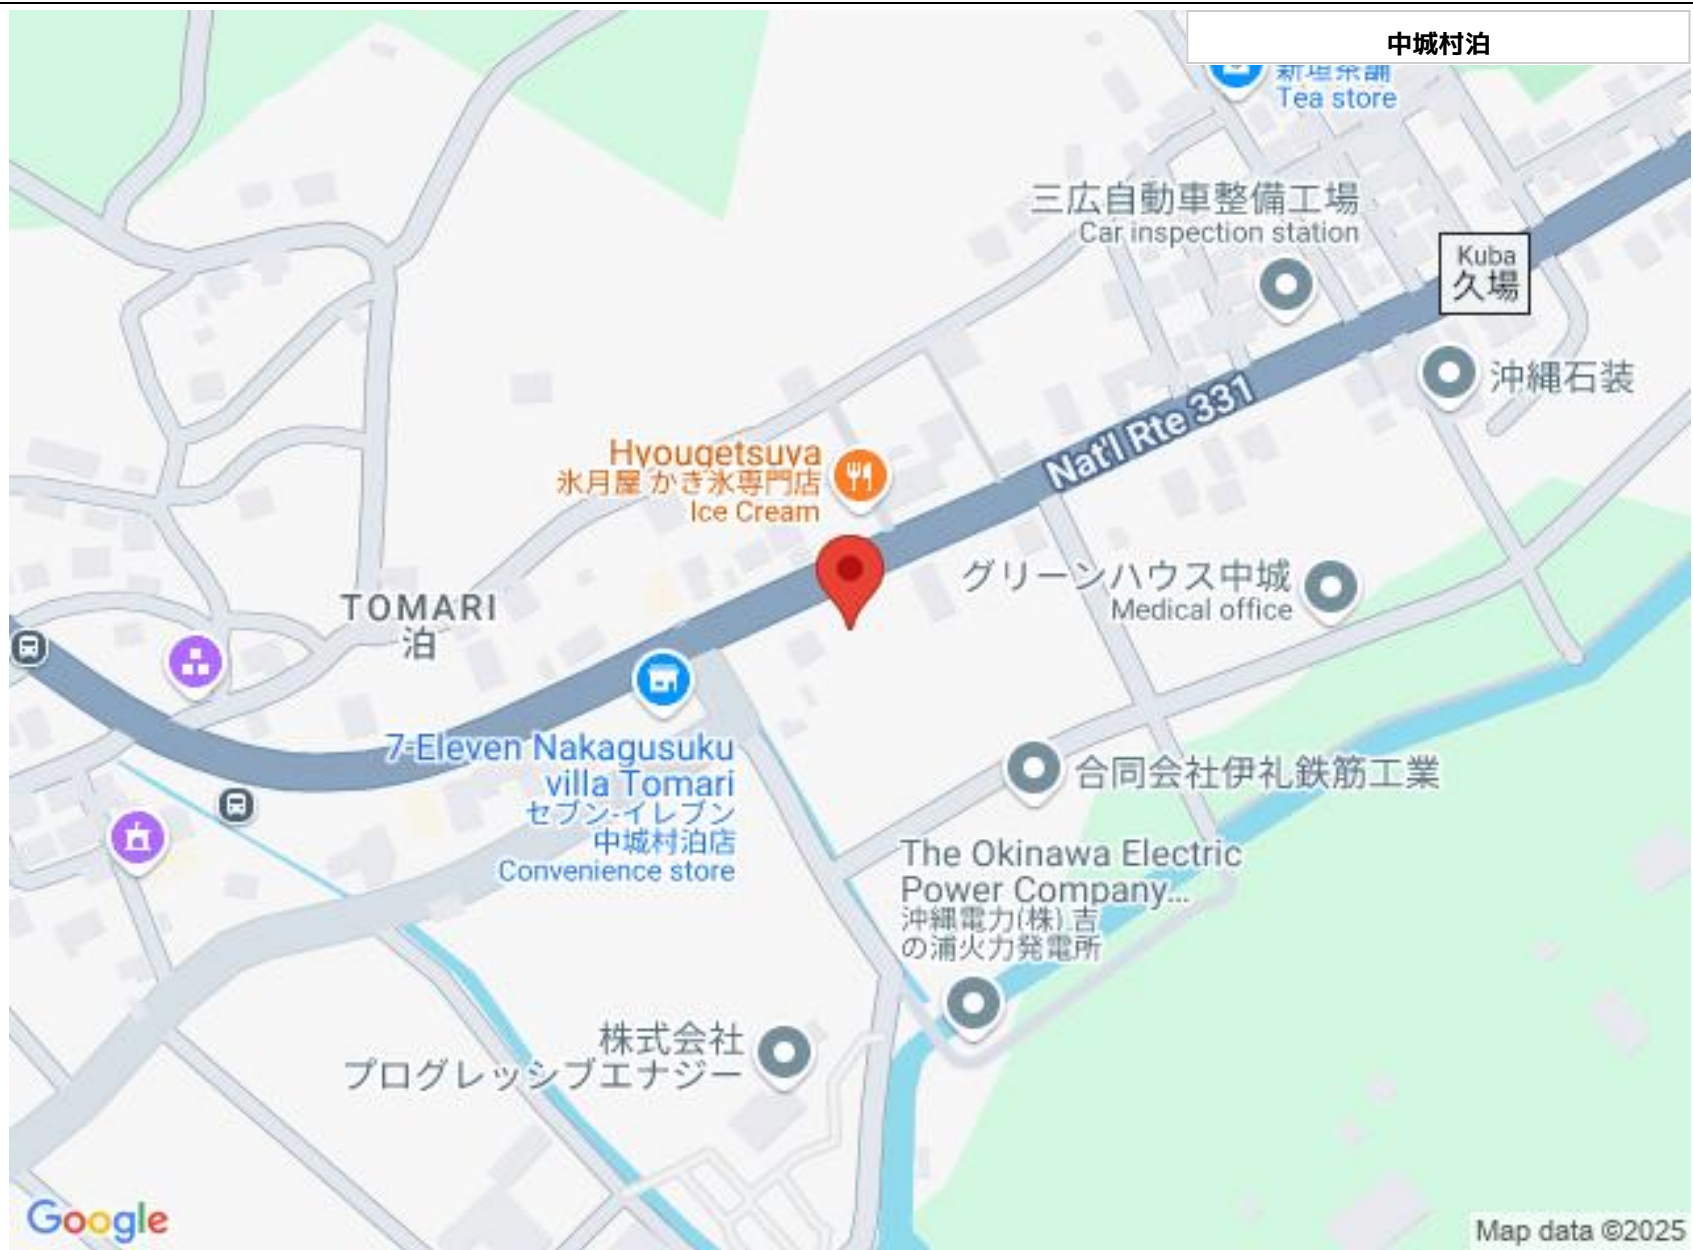 中城村泊
新垣茶舗
Tea store
三広自動車整備工場
Car inspection station
Kuba
久場
沖縄石装
Nat'l Rte 331
Hyougetsuya
氷月屋 かき氷専門店
Ice Cream
グリーンハウス中城
Medical office
TOMARI
泊
7-Eleven Nakagusuku
villa Tomari
セブン-イレブン
中城村泊店
Convenience store
合同会社伊礼鉄筋工業
The Okinawa Electric
Power Company...
沖縄電力(株) 吉
の浦火力発電所
株式会社
プログレッシブエナジー
Google
Map data ©2025